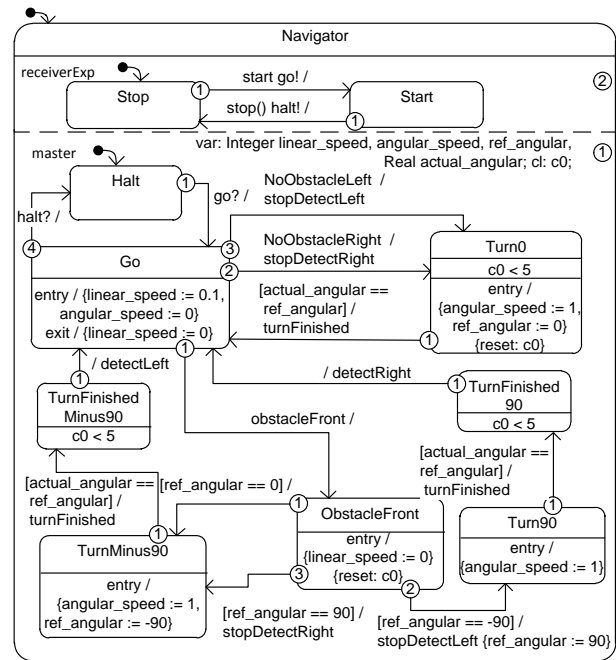 Navigator
receiverExp
2
Stop
1
start go! /
stop() halt! /
1
Start
var: Integer linear_speed, angular_speed, ref_angular,
Real actual_angular; cl: c0;
1
master
Halt
1
go? /
halt? /
NoObstacleLeft /
stopDetectLeft
4
3
Go
2
NoObstacleRight /
stopDetectRight
entry / {linear_speed := 0.1,
angular_speed := 0}
exit / {linear_speed := 0}
1
[actual_angular ==
ref_angular] /
turnFinished
Turn0
c0 < 5
entry /
{angular_speed := 1,
ref_angular := 0}
{reset: c0}
1
/ detectLeft
1
TurnFinished
Minus90
c0 < 5
/ detectRight
1
TurnFinished
90
c0 < 5
obstacleFront /
[actual_angular ==
ref_angular] /
turnFinished
[ref_angular == 0] /
[actual_angular ==
ref_angular] /
turnFinished
1
ObstacleFront
entry /
{linear_speed := 0}
{reset: c0}
3
2
1
TurnMinus90
entry /
{angular_speed := 1,
ref_angular := -90}
1
Turn90
entry /
{angular_speed := 1}
[ref_angular == 90] /
stopDetectRight
[ref_angular == -90] /
stopDetectLeft {ref_angular := 90}